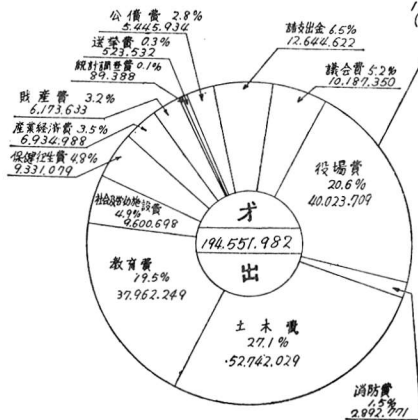 公債費 2.8%
5.445.934
選挙費 0.3%
523.532
統計調査費 0.1%
89.388
財産費 3.2%
6,173.633
産業経済費 3.5%
6.934.988
保健衛生費 4.8%
9.331.079
社会及労働施設費
4.9%
9.600.698
教育費
19.5%
37.962.249
諸支出金 6.5%
12.644.622
議会費 5.2%
10.187.350
役場費
20.6%
40.023.709
才
194.551.982
出
土木費
27.1%
52.742.029
消防費
1.5%
2.892.771